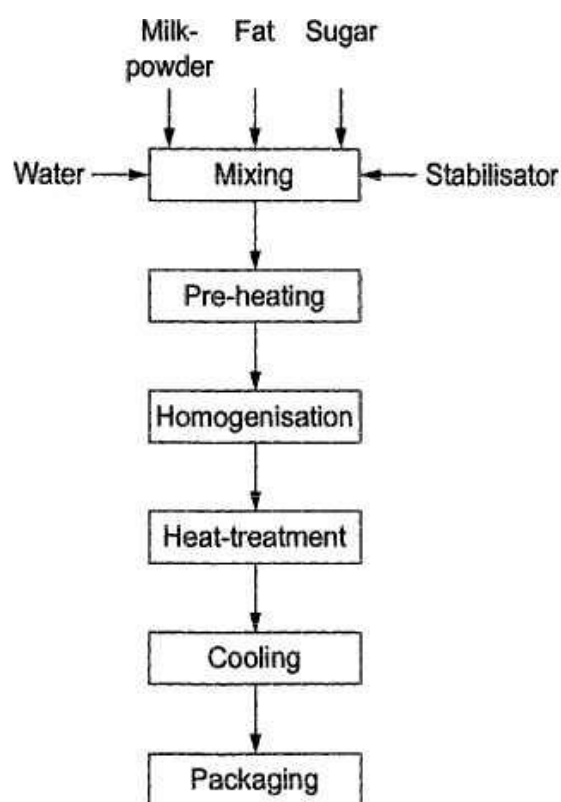 Milk-
powder
Fat
Sugar
Water
Mixing
Stabilisator
Pre-heating
Homogenisation
Heat-treatment
Cooling
Packaging